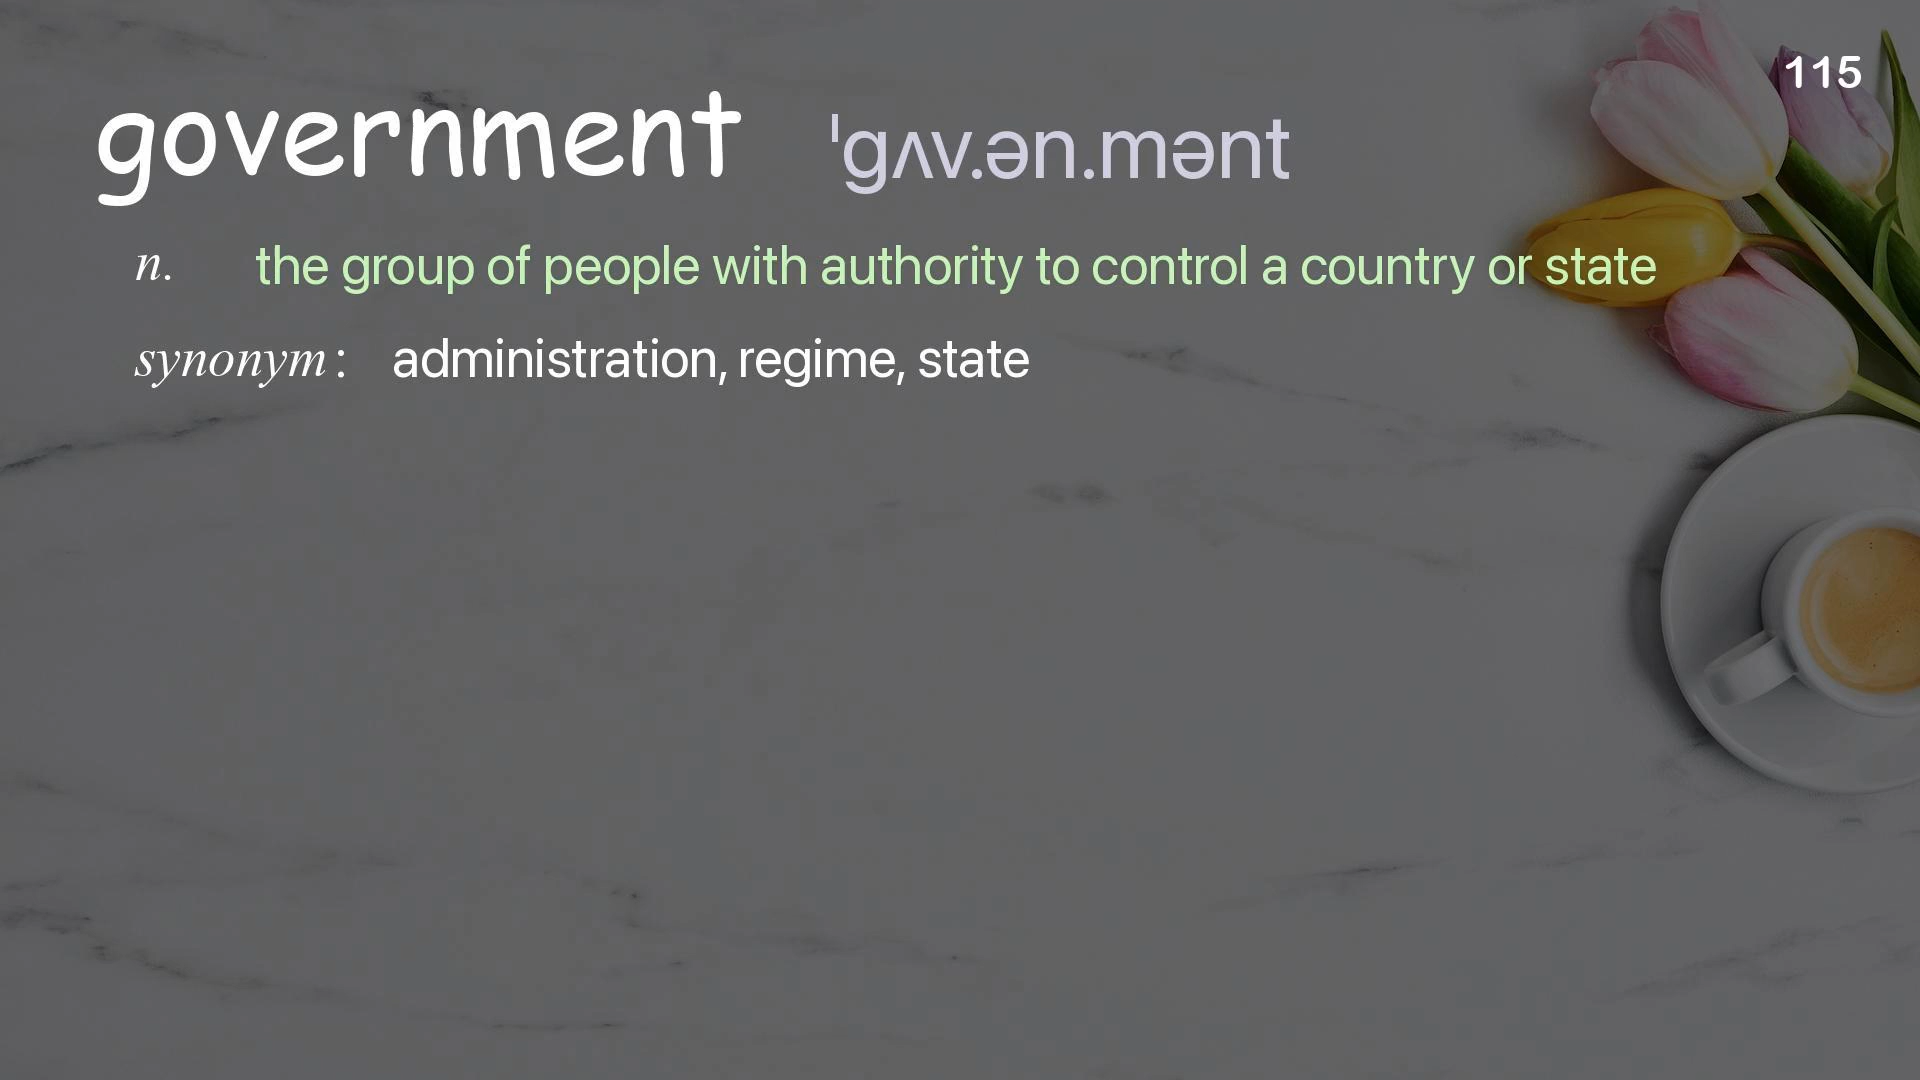 115
government ˈɡʌv.ən.mənt
n. the group of people with authority to control a country or state
synonym: administration, regime, state